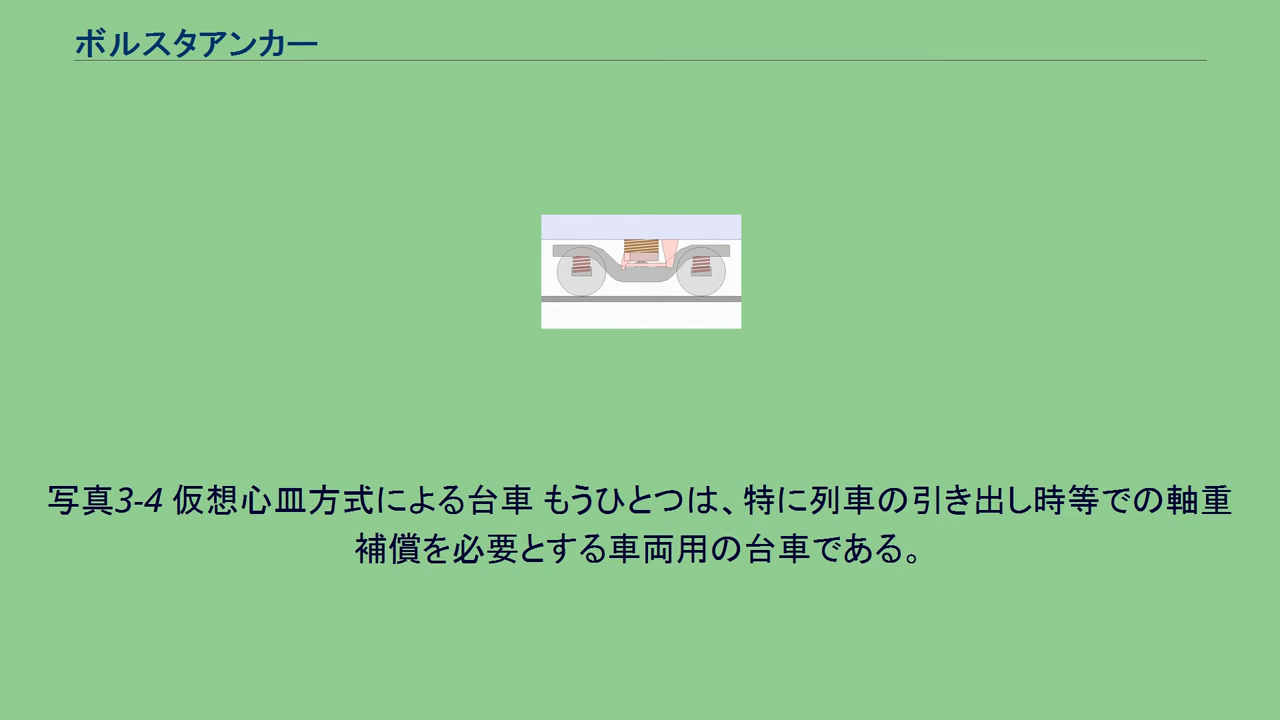 ボルスタアンカー
写真3-4 仮想心皿方式による台車 もうひとつは、特に列車の引き出し時等での軸重
補償を必要とする車両用の台車である。